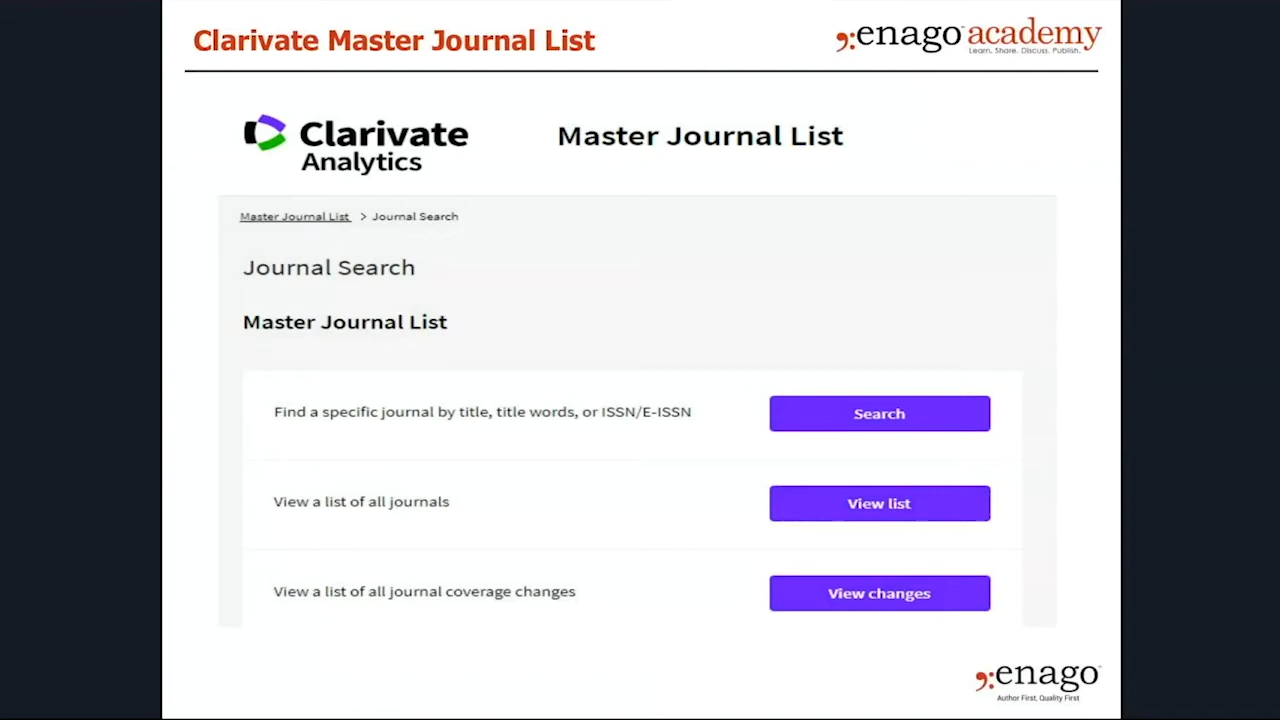 Clarivate Master Journal List
enago academy
Learn. Share. Discuss. Publish.
Clarivate
Analytics
Master Journal List
Master Journal List > Journal Search
Journal Search
Master Journal List
Find a specific journal by title, title words, or ISSN/E-ISSN
Search
View a list of all journals
View list
View a list of all journal coverage changes
View changes
enago
Author First, Quality First